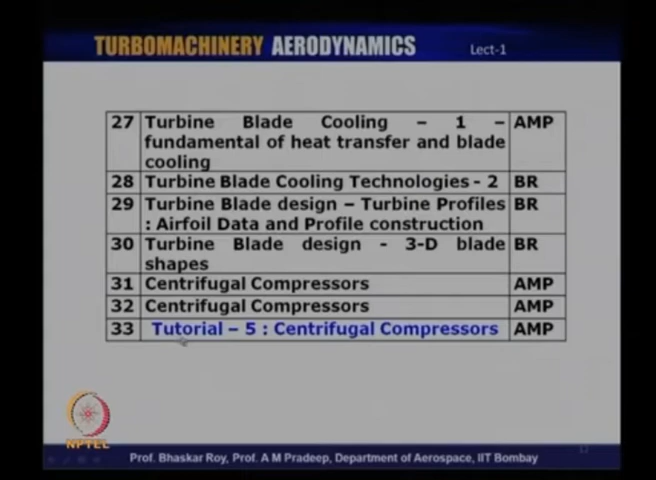 TURBOMACHINERY AERODYNAMICS Lect-1
27 Turbine Blade Cooling – 1 – AMP
fundamental of heat transfer and blade
cooling
28 Turbine Blade Cooling Technologies - 2 BR
29 Turbine Blade design – Turbine Profiles BR
: Airfoil Data and Profile construction
30 Turbine Blade design - 3-D blade BR
shapes
31 Centrifugal Compressors AMP
32 Centrifugal Compressors AMP
33 Tutorial – 5 : Centrifugal Compressors AMP
NPTEL
Prof. Bhaskar Roy, Prof. A M Pradeep, Department of Aerospace, IIT Bombay